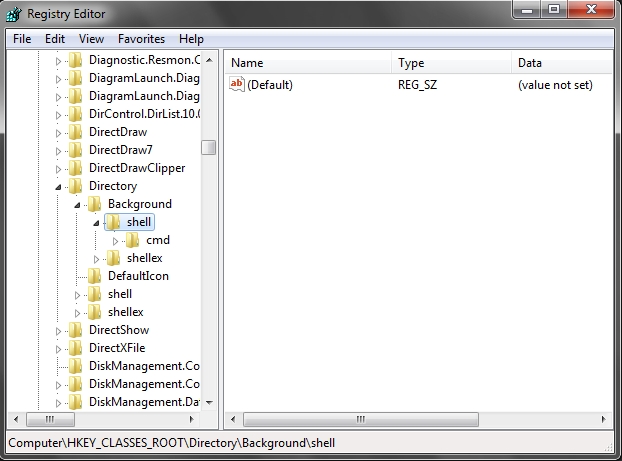 Registry Editor
File Edit View Favorites Help
Diagnostic.Resmon.C
DiagramLaunch.Diag
DiagramLaunch.Diag
DirControl.DirList.10.0
DirectDraw
DirectDraw7
DirectDrawClipper
Directory
Background
shell
cmd
shellex
DefaultIcon
shell
shellex
DirectShow
DirectXFile
DiskManagement.Co
DiskManagement.Co
DiskManagement.Da
Name Type Data
ab (Default) REG_SZ (value not set)
Computer\HKEY_CLASSES_ROOT\Directory\Background\shell